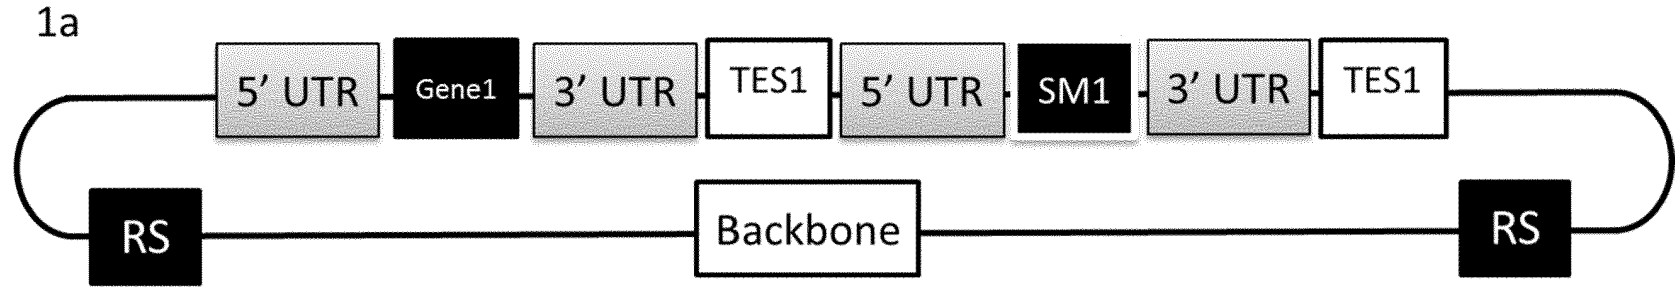 1a
5’ UTR Gene1 3’ UTR TES1 5’ UTR SM1 3’ UTR TES1
RS Backbone RS